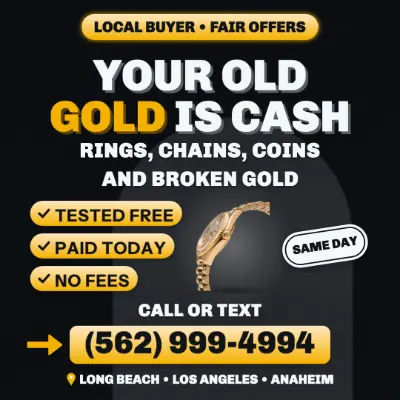 LOCAL BUYER • FAIR OFFERS
YOUR OLD
GOLD IS CASH
RINGS, CHAINS, COINS
AND BROKEN GOLD
✓ TESTED FREE
✓ PAID TODAY
✓ NO FEES
SAME DAY
CALL OR TEXT
(562) 999-4994
LONG BEACH • LOS ANGELES • ANAHEIM